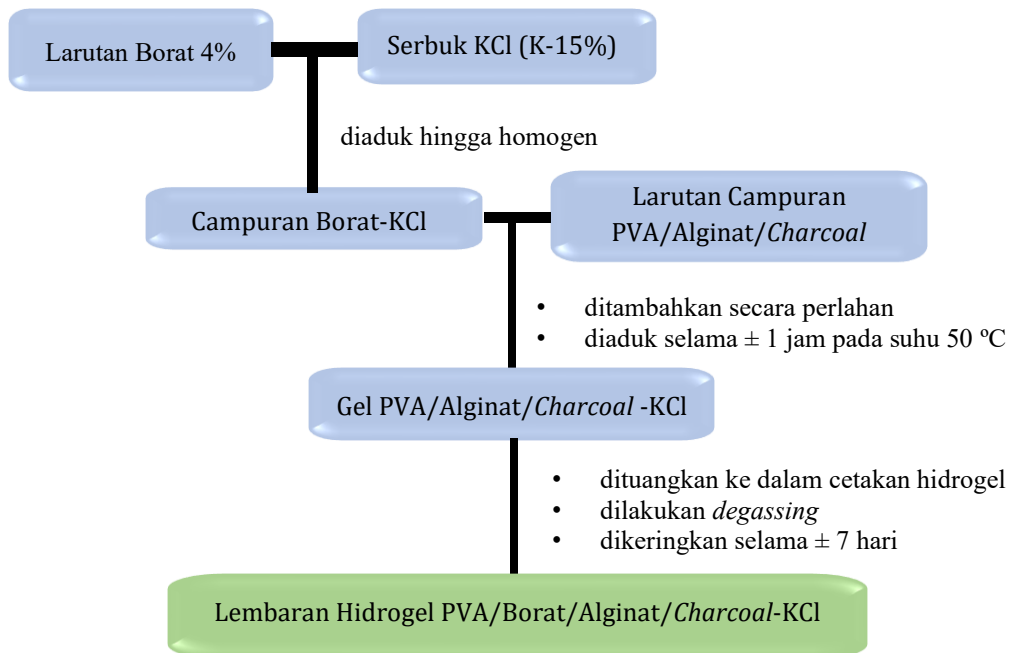 Larutan Borat 4%
Serbuk KCl (K-15%)
diaduk hingga homogen
Campuran Borat-KCl
Larutan Campuran
PVA/Alginat/Charcoal
• ditambahkan secara perlahan
• diaduk selama ± 1 jam pada suhu 50 ºC
Gel PVA/Alginat/Charcoal -KCl
• dituangkan ke dalam cetakan hidrogel
• dilakukan degassing
• dikeringkan selama ± 7 hari
Lembaran Hidrogel PVA/Borat/Alginat/Charcoal-KCl